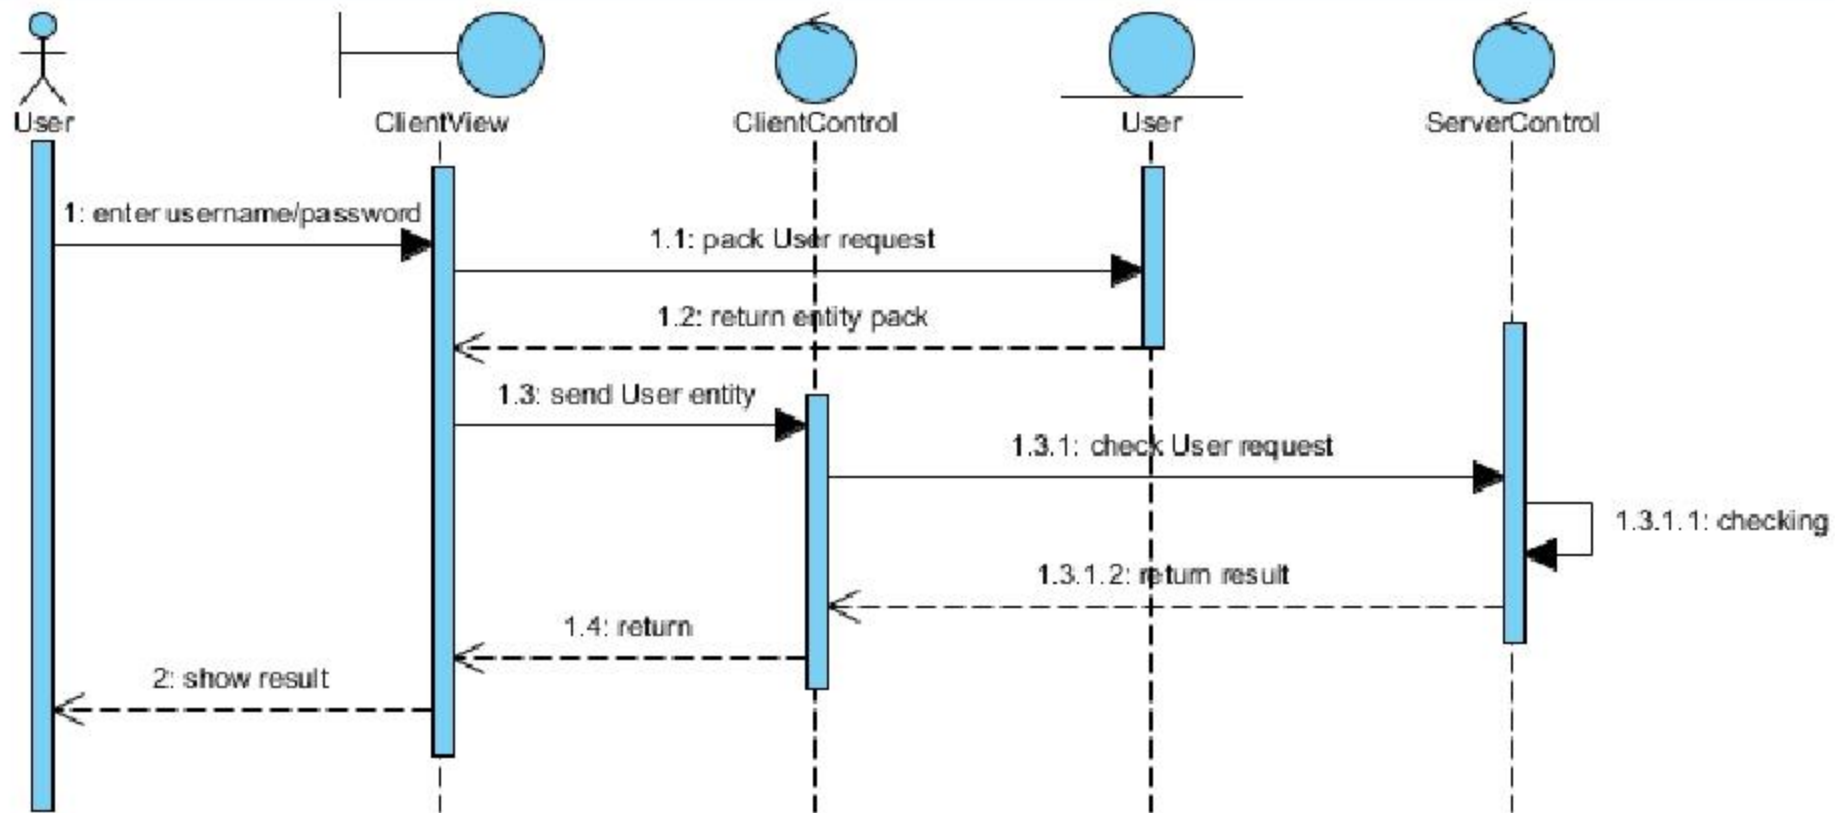 User
ClientView
ClientControl
User
ServerControl
1: enter username/password
1.1: pack User request
1.2: return entity pack
1.3: send User entity
1.3.1: check User request
1.3.1.1: checking
1.3.1.2: return result
1.4: return
2: show result